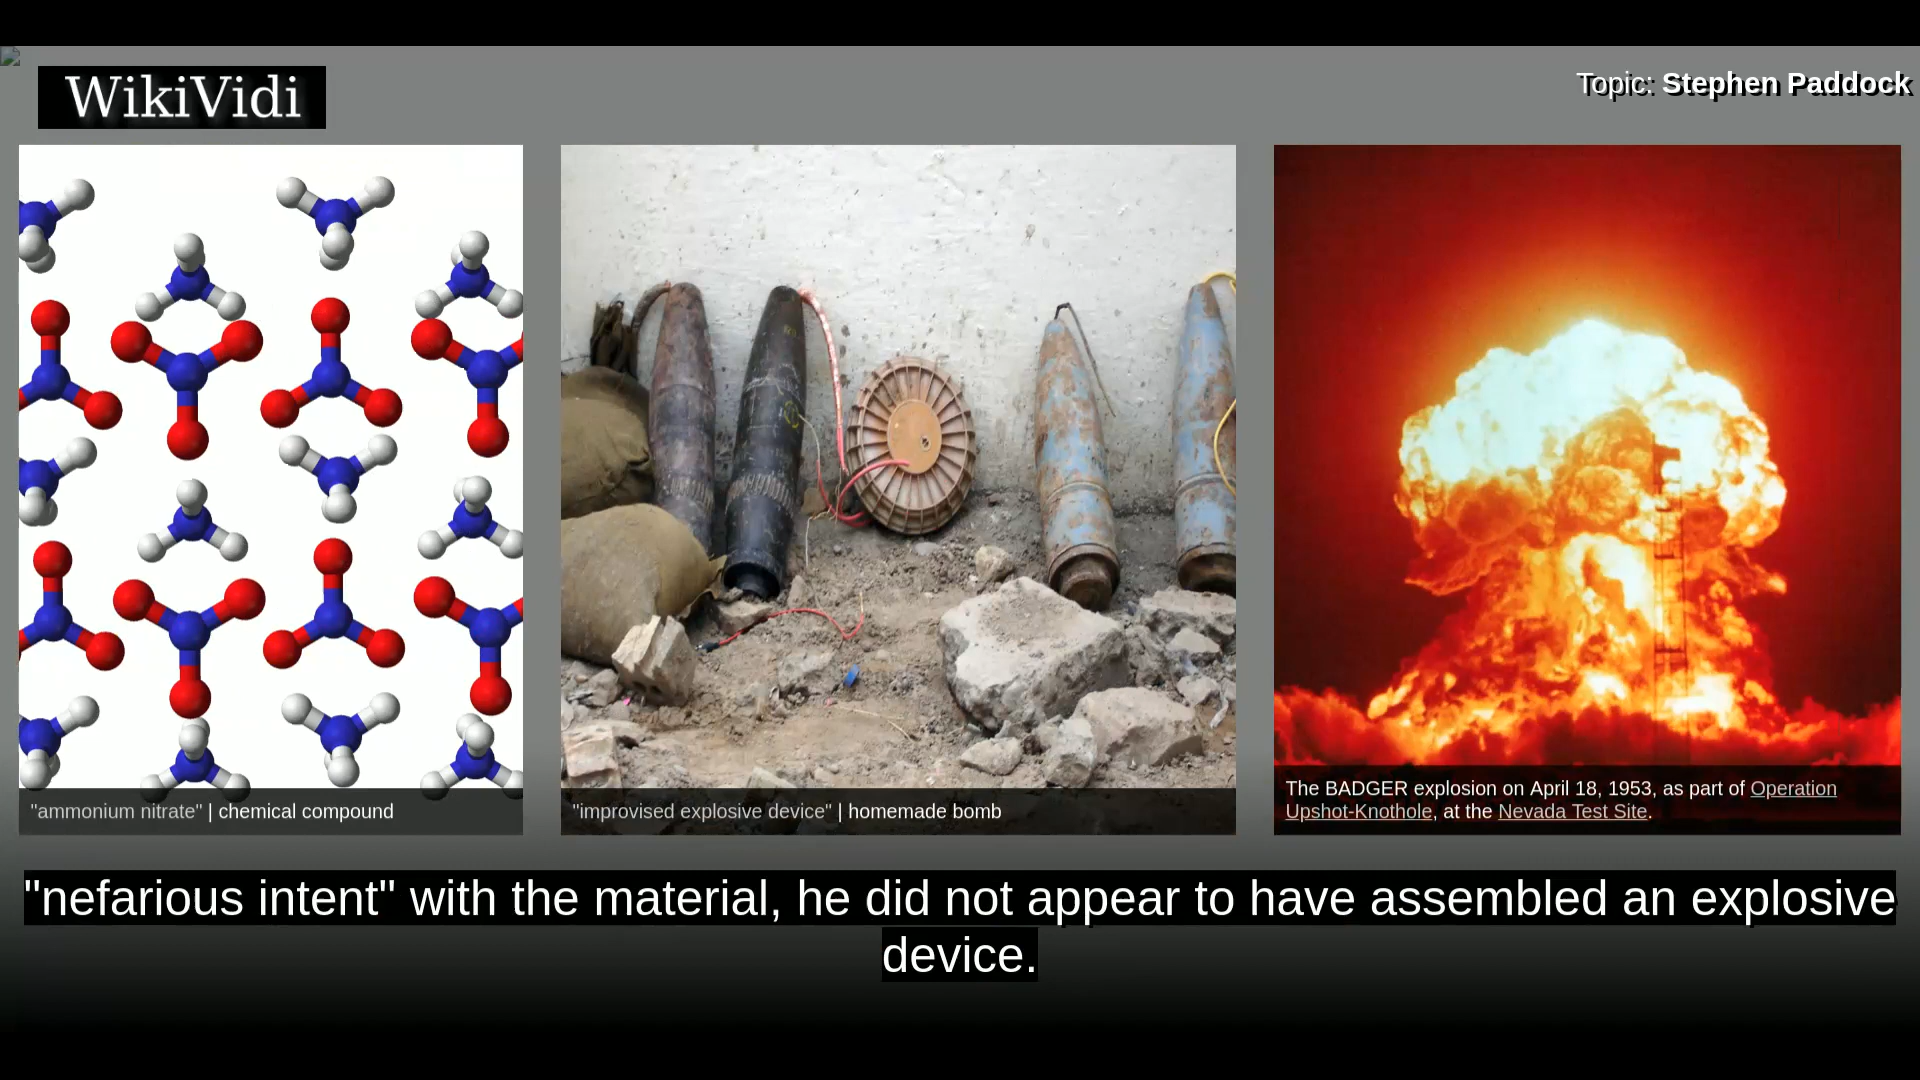 WikiVidi
Topic: Stephen Paddock
"ammonium nitrate" | chemical compound
"improvised explosive device" | homemade bomb
The BADGER explosion on April 18, 1953, as part of Operation
Upshot-Knothole, at the Nevada Test Site.
"nefarious intent" with the material, he did not appear to have assembled an explosive
device.